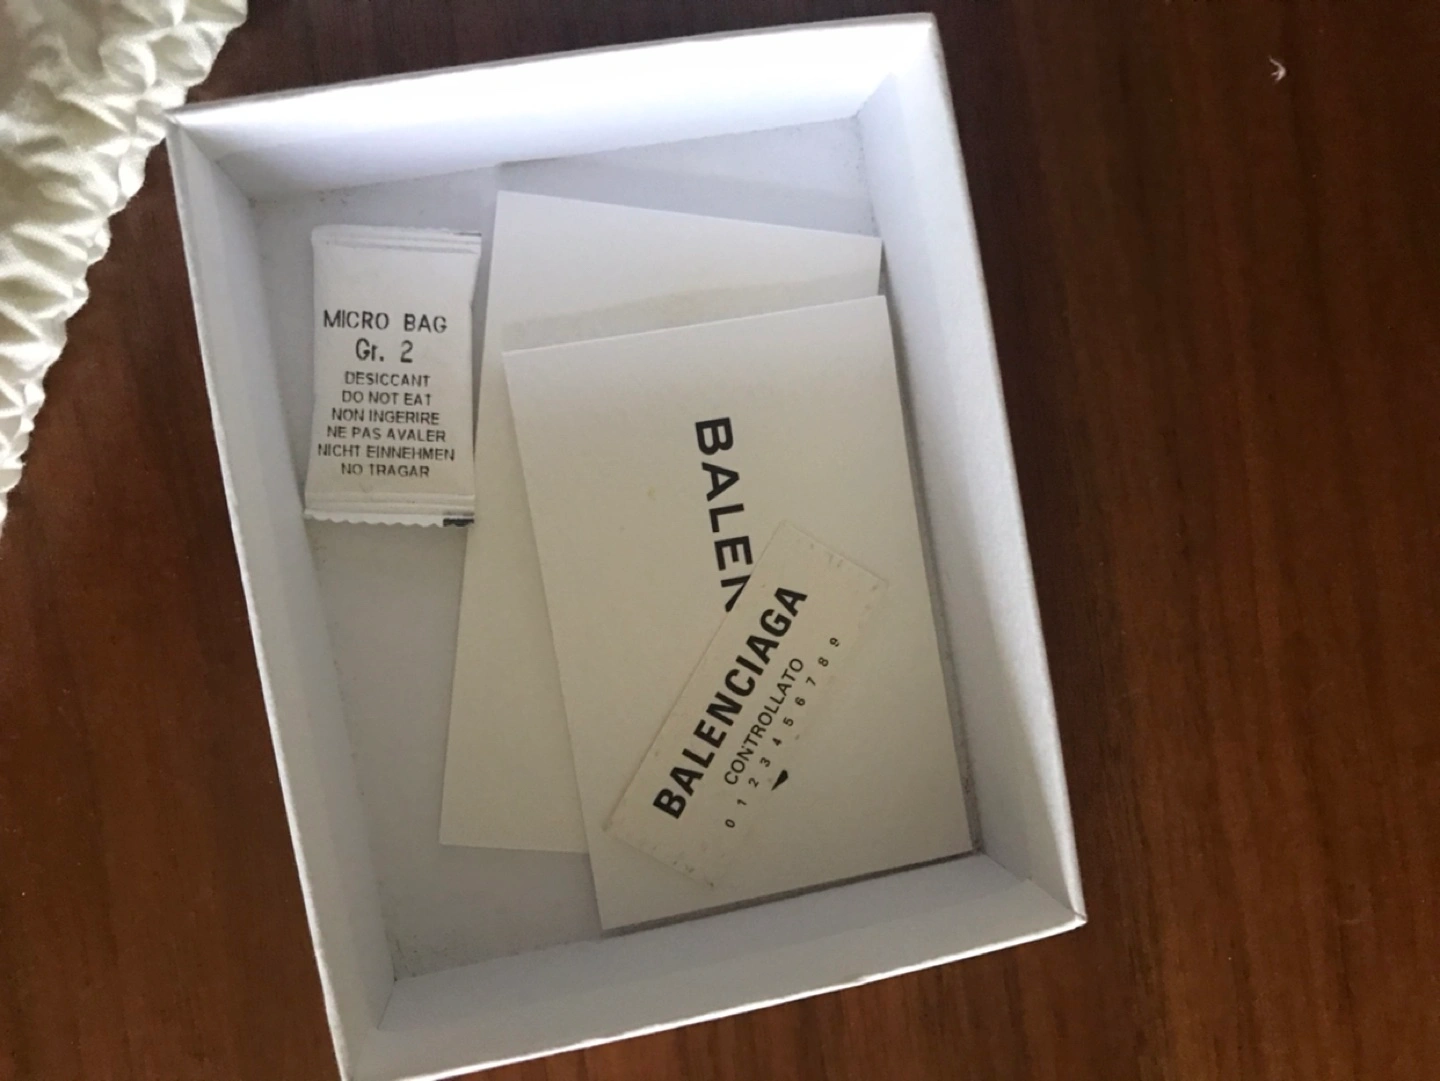 MICRO BAG
Gr. 2
DESICCANT
DO NOT EAT
NON INGERIRE
NE PAS AVALER
NICHT EINNEHMEN
NO TRAGAR
BALEN
BALENCIAGA
CONTROLLATO
0 1 2 3 4 5 6 7 8 9